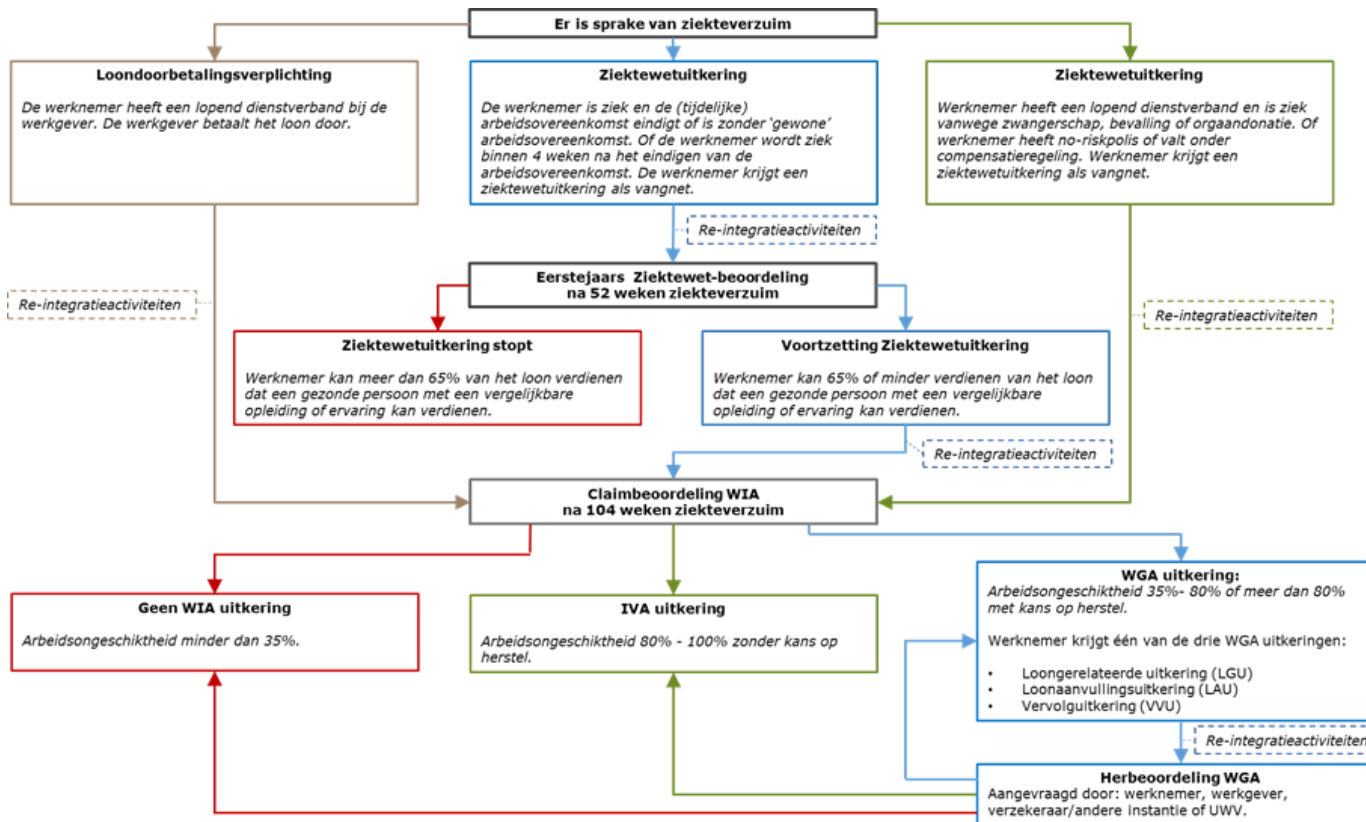 Er is sprake van ziekteverzuim
Loondoorbetalingsverplichting
De werknemer heeft een lopend dienstverband bij de
werkgever. De werkgever betaalt het loon door.
Ziektewetuitkering
De werknemer is ziek en de (tijdelijke)
arbeidsovereenkomst eindigt of is zonder 'gewone'
arbeidsovereenkomst. Of de werknemer wordt ziek
binnen 4 weken na het eindigen van de
arbeidsovereenkomst. De werknemer krijgt een
ziektewetuitkering als vangnet.
Ziektewetuitkering
Werknemer heeft een lopend dienstverband en is ziek
vanwege zwangerschap, bevalling of orgaandonatie. Of
werknemer heeft no-riskpolis of valt onder
compensatieregeling. Werknemer krijgt een
ziektewetuitkering als vangnet.
Re-integratieactiviteiten
Eerstejaars Ziektewet-beoordeling
na 52 weken ziekteverzuim
Re-integratieactiviteiten
Re-integratieactiviteiten
Ziektewetuitkering stopt
Werknemer kan meer dan 65% van het loon verdienen
dat een gezonde persoon met een vergelijkbare
opleiding of ervaring kan verdienen.
Voortzetting Ziektewetuitkering
Werknemer kan 65% of minder verdienen van het loon
dat een gezonde persoon met een vergelijkbare
opleiding of ervaring kan verdienen.
Re-integratieactiviteiten
Claimbeoordeling WIA
na 104 weken ziekteverzuim
Geen WIA uitkering
Arbeidsongeschiktheid minder dan 35%.
IVA uitkering
Arbeidsongeschiktheid 80% - 100% zonder kans op
herstel.
WGA uitkering:
Arbeidsongeschiktheid 35%- 80% of meer dan 80%
met kans op herstel.
Werknemer krijgt één van de drie WGA uitkeringen:
• Loongerelateerde uitkering (LGU)
• Loonaanvullingsuitkering (LAU)
• Vervolguitkering (VVU)
Re-integratieactiviteiten
Herbeoordeling WGA
Aangevraagd door: werknemer, werkgever,
verzekeraar/andere instantie of UWV.